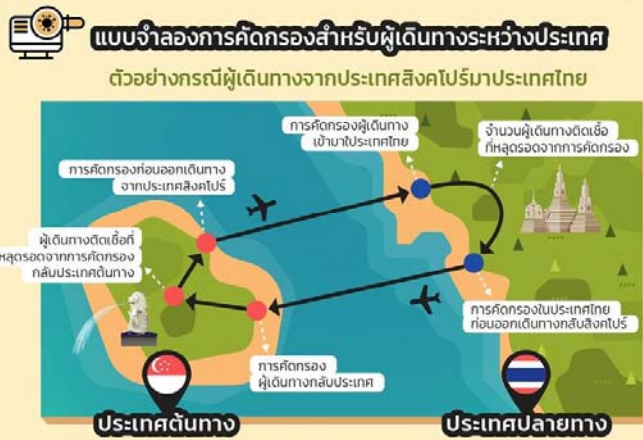 แบบจำลองการคัดกรองสำหรับผู้เดินทางระหว่างประเทศ
ตัวอย่างกรณีผู้เดินทางจากประเทศสิงคโปร์มาประเทศไทย
การคัดกรองผู้เดินทาง
เข้ามาใประเทศไทย
จำนวนผู้เดินทางติดเชื้อ
ที่หลุดรอดจากการคัดกรอง
การคัดกรองก่อนออกเดินทาง
จากประเทศสิงคโปร์
ผู้เดินทางติดเชื้อที่
หลุดรอดจากการคัดกรอง
กลับประเทศต้นทาง
การคัดกรองในประเทศไทย
ก่อนออกเดินทางกลับสิงคโปร์
การคัดกรอง
ผู้เดินทางกลับประเทศ
ประเทศต้นทาง
ประเทศปลายทาง